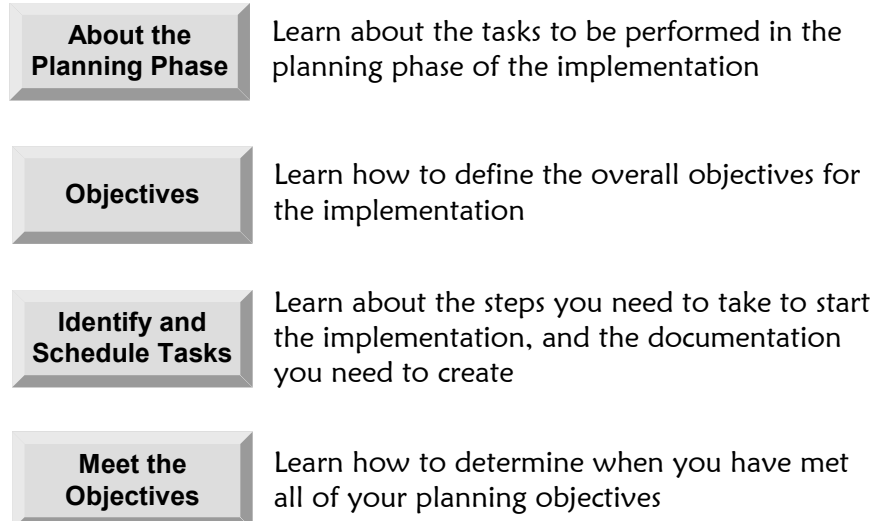 About the
Planning Phase
Learn about the tasks to be performed in the
planning phase of the implementation
Objectives
Learn how to define the overall objectives for
the implementation
Identify and
Schedule Tasks
Learn about the steps you need to take to start
the implementation, and the documentation
you need to create
Meet the
Objectives
Learn how to determine when you have met
all of your planning objectives